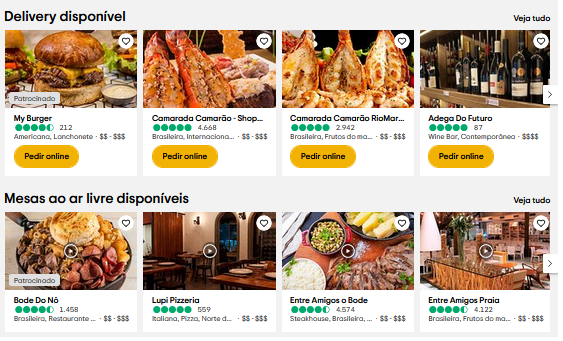 Delivery disponível
Veja tudo
Patrocinado
My Burger
212
Americana, Lanchonete · $$ - $$$
Pedir online
Camarada Camarão - Shop...
4.668
Brasileira, Internaciona... · $$ - $$$
Pedir online
Camarada Camarão RioMar...
2.942
Brasileira, Frutos do ma... · $$ - $$$
Pedir online
Adega Do Futuro
87
Wine Bar, Contemporânea · $$$$
Pedir online
Mesas ao ar livre disponíveis
Veja tudo
Patrocinado
Bode Do Nô
1.458
Brasileira, Restaurante ... · $$ - $$$
Lupi Pizzeria
559
Italiana, Pizza, Norte d... · $$ - $$$
Entre Amigos o Bode
4.574
Steakhouse, Brasileira, ... · $$ - $$$
Entre Amigos Praia
4.122
Brasileira, Frutos do ma... · $$ - $$$